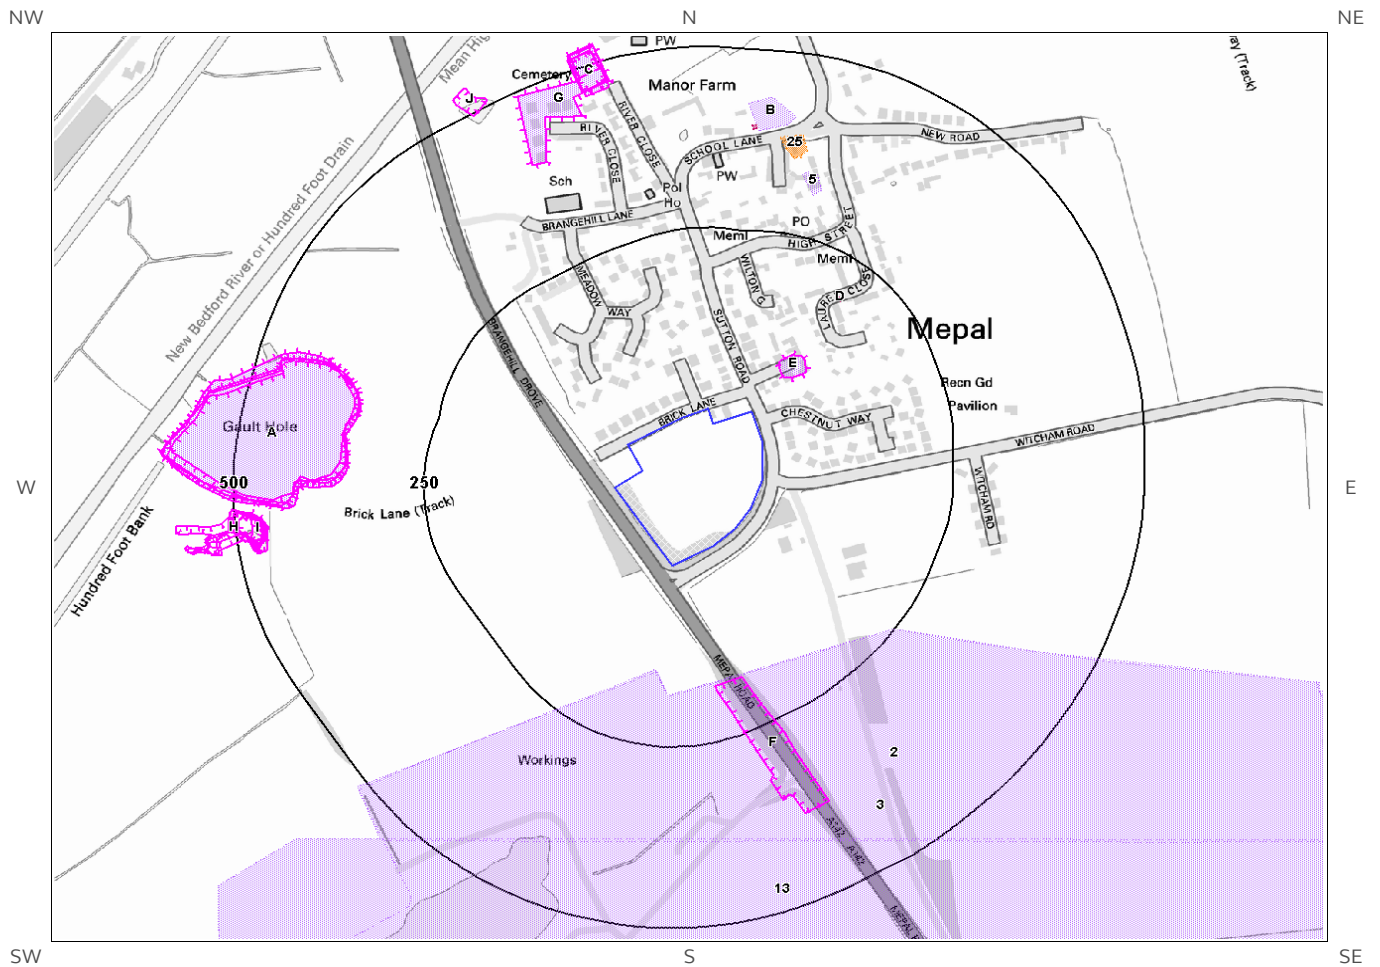 NW
N
NE
PW
Mean Hig
ray (Track)
C
Cemetery
Manor Farm
J
G
B
RIVER CLOSE
RIVER CLOSE
NEW ROAD
SCHOOL LANE
25
PW
Sch
5
Pol
Ho
BRANGEHILL LANE
PO
Meml
HIGH STREET
Meml
New Bedford River or Hundred Foot Drain
MEADOW
WAY
WILTON C
LAUREL CLOSE
D
SUTTON ROAD
Mepal
BRANGEHILL DROVE
E
Recn Gd
Pavilion
BRICK LANE
CHESTNUT WAY
Gault Hole
A
WITCHAM ROAD
W
500
250
E
Brick Lane (Track)
WITCHAM RD
H
I
Hundred Foot Bank
MEPAL ROAD
F
2
Workings
3
A142
A142
13
MEPAL
SW
S
SE